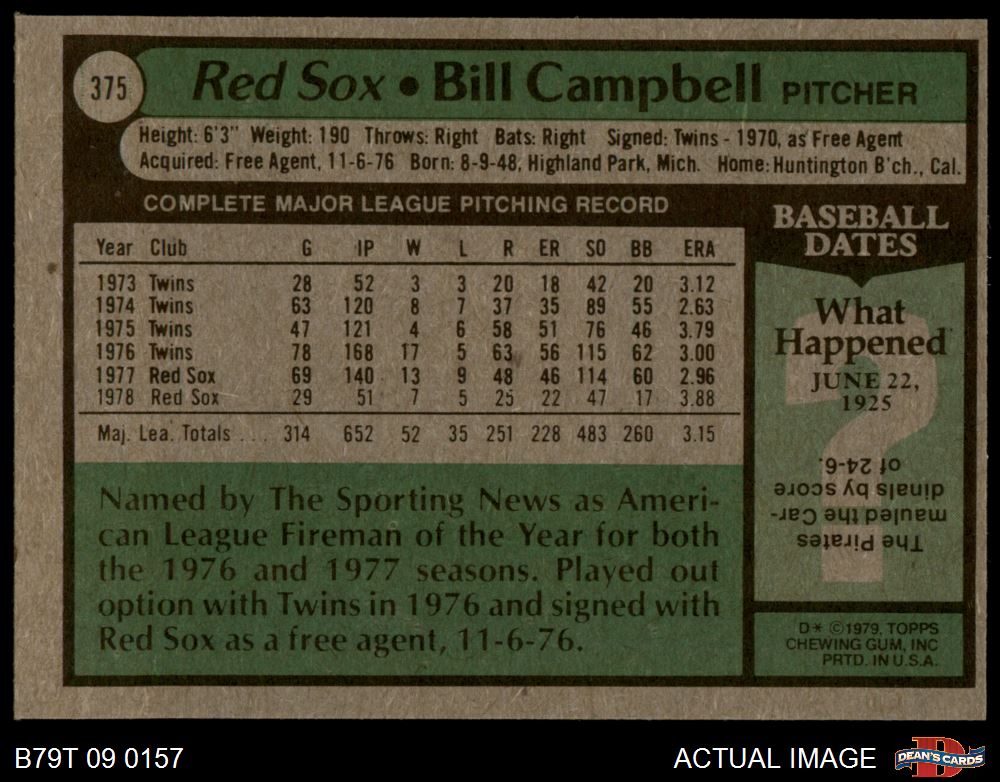 375
Red Sox • Bill Campbell PITCHER
Height: 6'3" Weight: 190 Throws: Right Bats: Right Signed: Twins - 1970, as Free Agent
Acquired: Free Agent, 11-6-76 Born: 8-9-48, Highland Park, Mich. Home: Huntington B'ch., Cal.
COMPLETE MAJOR LEAGUE PITCHING RECORD
Year Club G IP W L R ER SO BB ERA
1973 Twins 28 52 3 3 20 18 42 20 3.12
1974 Twins 63 120 8 7 37 35 89 55 2.63
1975 Twins 47 121 4 6 58 51 76 46 3.79
1976 Twins 78 168 17 5 63 56 115 62 3.00
1977 Red Sox 69 140 13 9 48 46 114 60 2.96
1978 Red Sox 29 51 7 5 25 22 47 17 3.88
Maj. Lea. Totals ... 314 652 52 35 251 228 483 260 3.15
Named by The Sporting News as Ameri-
can League Fireman of the Year for both
the 1976 and 1977 seasons. Played out
option with Twins in 1976 and signed with
Red Sox as a free agent, 11-6-76.
BASEBALL
DATES
What
Happened
JUNE 22,
1925
?
The Pirates
mauled the Car-
dinals by score
of 24-6.
D* ©1979, TOPPS
CHEWING GUM, INC
PRTD. IN U.S.A.
B79T 09 0157
ACTUAL IMAGE
D
DEAN'S CARDS